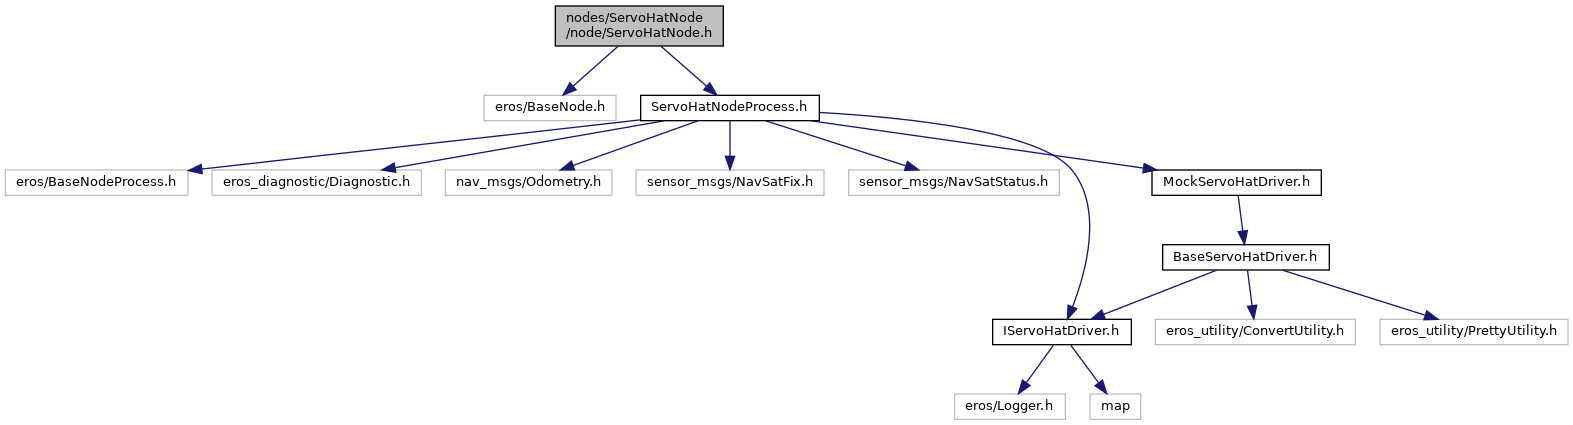 nodes/ServoHatNode
/node/ServoHatNode.h
eros/BaseNode.h
ServoHatNodeProcess.h
eros/BaseNodeProcess.h
eros_diagnostic/Diagnostic.h
nav_msgs/Odometry.h
sensor_msgs/NavSatFix.h
sensor_msgs/NavSatStatus.h
MockServoHatDriver.h
BaseServoHatDriver.h
IServoHatDriver.h
eros_utility/ConvertUtility.h
eros_utility/PrettyUtility.h
eros/Logger.h
map